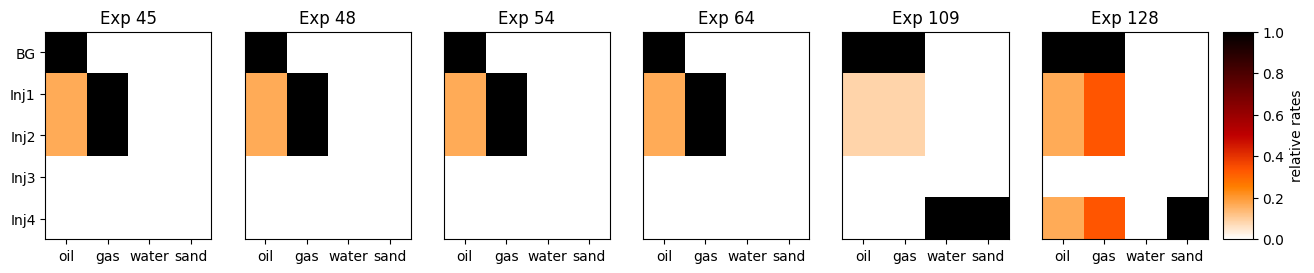 Exp 45 Exp 48 Exp 54 Exp 64 Exp 109 Exp 128
BG
Inj1
Inj2
Inj3
Inj4
oil gas water sand oil gas water sand oil gas water sand oil gas water sand oil gas water sand oil gas water sand
1.0
0.8
0.6
0.4
0.2
0.0
relative rates